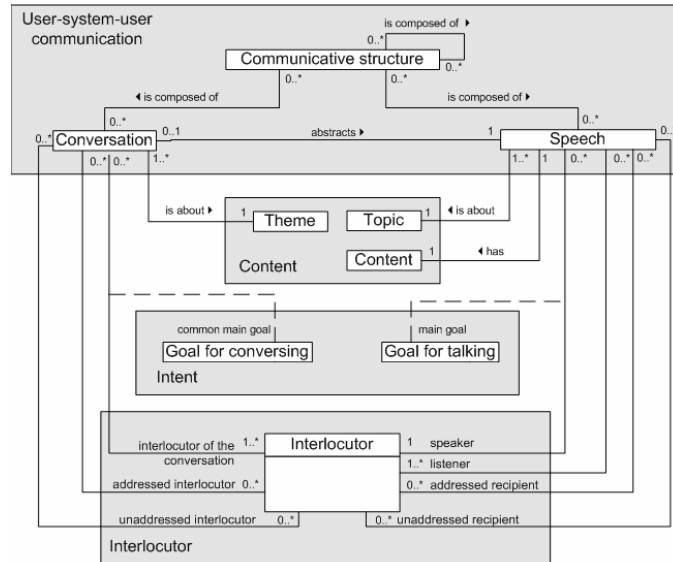 User-system-user
communication
is composed of ▶
0..*
Communicative structure
0..*
0..*
0..*
◀ is composed of
is composed of ▶
0..*
0..*
0..*
Conversation
0..1
abstracts ▶
1
Speech
0..
0..*
0..*
1..*
1..*
1
0..*
0..*
0..*
is about ▶
1
Theme
Topic
1
◀ is about
Content
1
◀ has
Content
common main goal
main goal
Goal for conversing
Goal for talking
Intent
interlocutor of the
conversation
1..*
Interlocutor
1
speaker
1..*
listener
addressed interlocutor
0..*
0..*
addressed recipient
unaddressed interlocutor
0..*
0..*
unaddressed recipient
Interlocutor